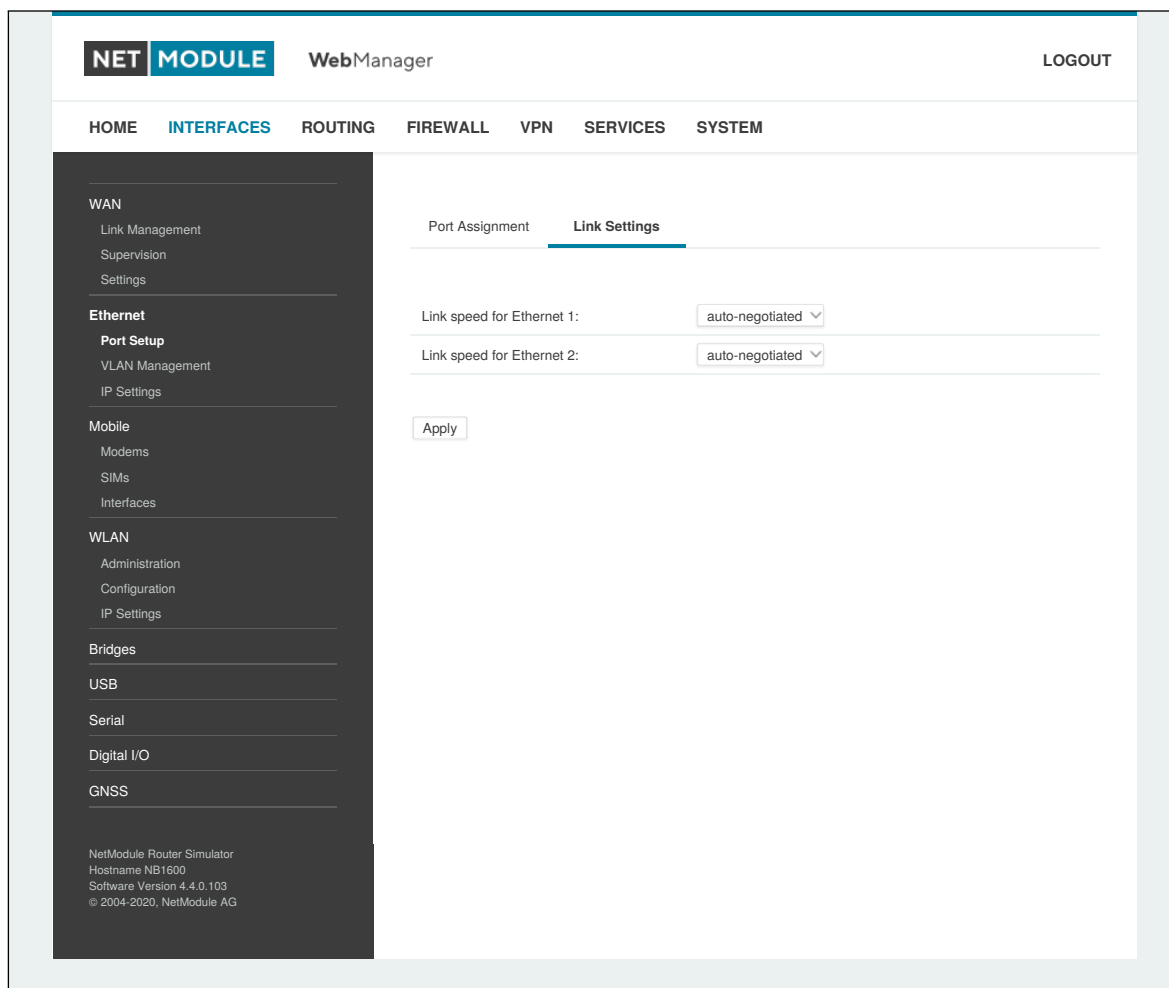 NET MODULE WebManager LOGOUT
HOME INTERFACES ROUTING FIREWALL VPN SERVICES SYSTEM
WAN
Link Management
Supervision
Settings
Ethernet
Port Setup
VLAN Management
IP Settings
Mobile
Modems
SIMs
Interfaces
WLAN
Administration
Configuration
IP Settings
Bridges
USB
Serial
Digital I/O
GNSS
NetModule Router Simulator
Hostname NB1600
Software Version 4.4.0.103
© 2004-2020, NetModule AG
Port Assignment Link Settings
Link speed for Ethernet 1: auto-negotiated
Link speed for Ethernet 2: auto-negotiated
Apply